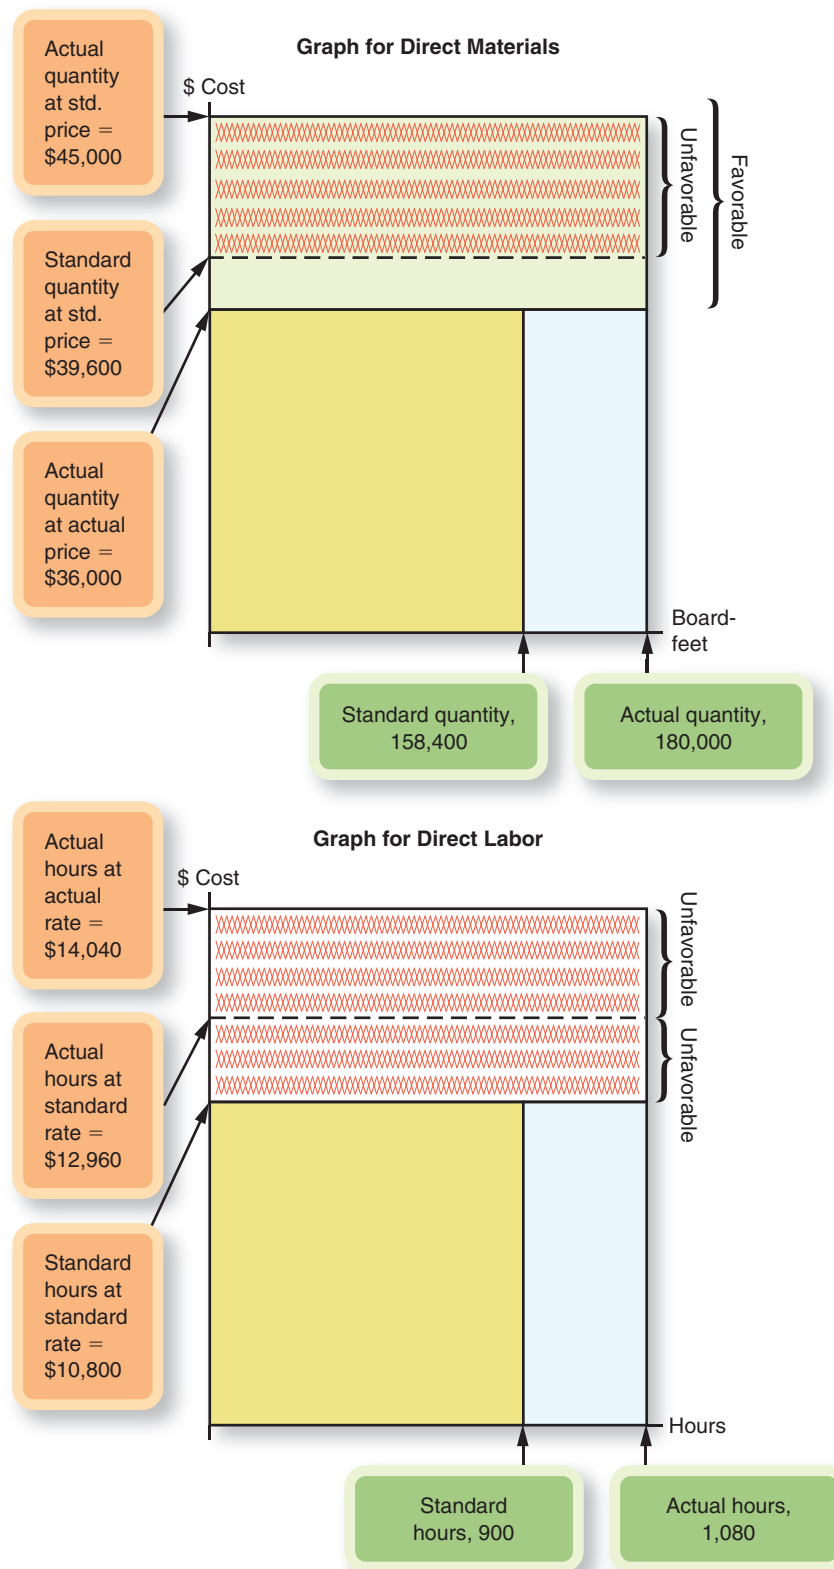 Graph for Direct Materials
Actual
quantity
at std.
price =
$45,000
$ Cost
Unfavorable
Favorable
Standard
quantity
at std.
price =
$39,600
Actual
quantity
at actual
price =
$36,000
Board-
feet
Standard quantity,
158,400
Actual quantity,
180,000
Graph for Direct Labor
Actual
hours at
actual
rate =
$14,040
$ Cost
Unfavorable
Unfavorable
Actual
hours at
standard
rate =
$12,960
Standard
hours at
standard
rate =
$10,800
Hours
Standard
hours, 900
Actual hours,
1,080